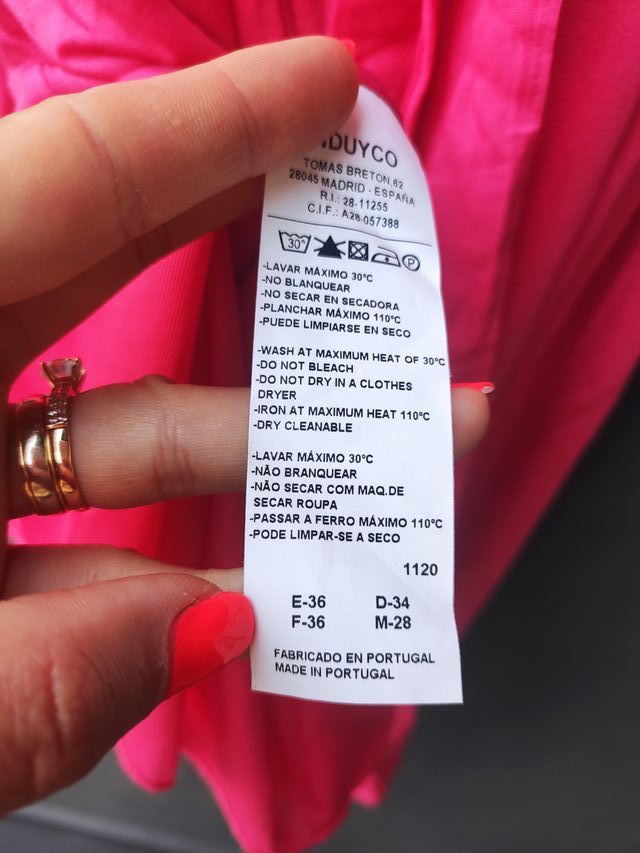 DUYCO
TOMAS BRETON,62
28045 MADRID - ESPAÑA
R.I.: 28-11255
C.I.F.: A28.057388
30°
P
-LAVAR MÁXIMO 30°C
-NO BLANQUEAR
-NO SECAR EN SECADORA
-PLANCHAR MÁXIMO 110°C
-PUEDE LIMPIARSE EN SECO
-WASH AT MAXIMUM HEAT OF 30°C
-DO NOT BLEACH
-DO NOT DRY IN A CLOTHES
DRYER
-IRON AT MAXIMUM HEAT 110°C
-DRY CLEANABLE
-LAVAR MÁXIMO 30°C
-NÃO BRANQUEAR
-NÃO SECAR COM MAQ.DE
SECAR ROUPA
-PASSAR A FERRO MÁXIMO 110°C
-PODE LIMPAR-SE A SECO
1120
E-36 D-34
F-36 M-28
FABRICADO EN PORTUGAL
MADE IN PORTUGAL